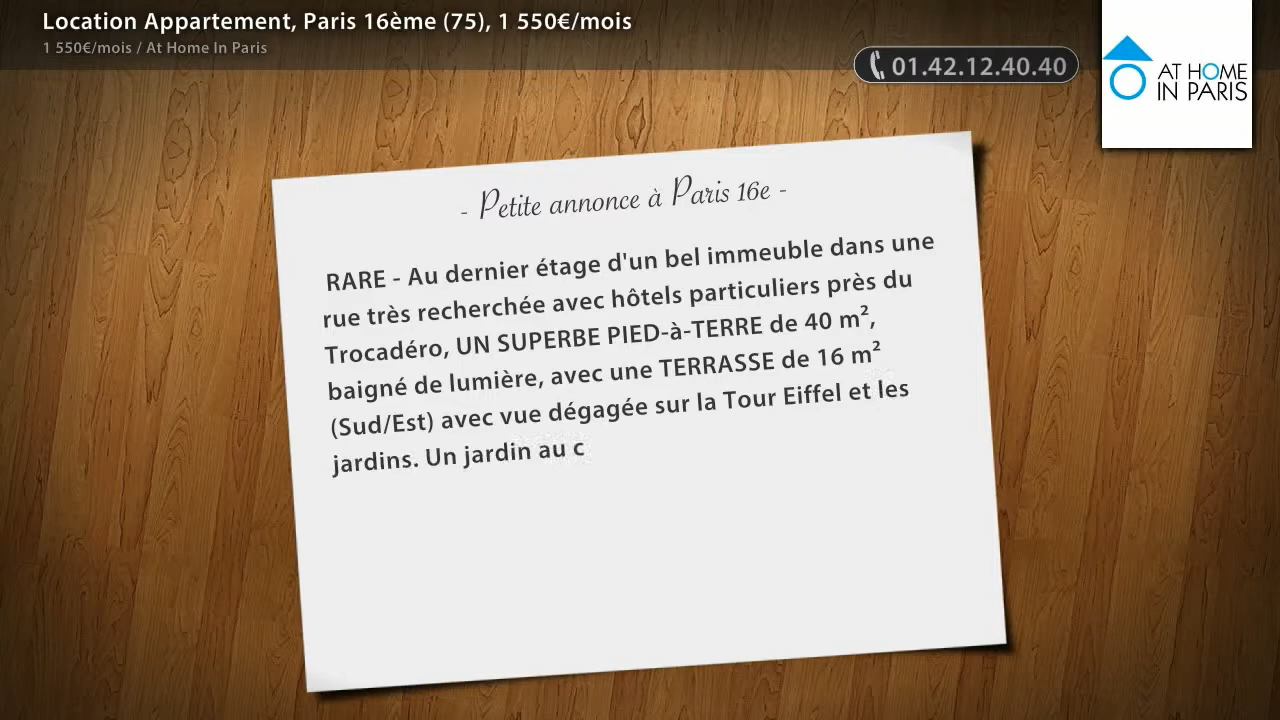 Location Appartement, Paris 16ème (75), 1 550€/mois
1 550€/mois / At Home In Paris
01.42.12.40.40
AT HOME
IN PARIS
- Petite annonce à Paris 16e -
RARE - Au dernier étage d'un bel immeuble dans une
rue très recherchée avec hôtels particuliers près du
Trocadéro, UN SUPERBE PIED-à-TERRE de 40 m²,
baigné de lumière, avec une TERRASSE de 16 m²
(Sud/Est) avec vue dégagée sur la Tour Eiffel et les
jardins. Un jardin au c